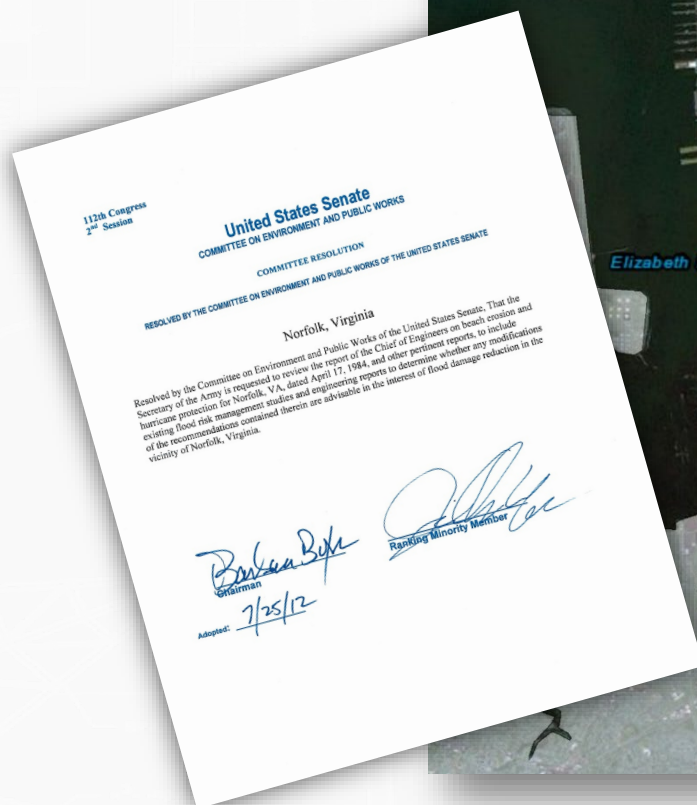 112th Congress
2nd Session
United States Senate
COMMITTEE ON ENVIRONMENT AND PUBLIC WORKS
COMMITTEE RESOLUTION
RESOLVED BY THE COMMITTEE ON ENVIRONMENT AND PUBLIC WORKS OF THE UNITED STATES SENATE
Norfolk, Virginia
Resolved by the Committee on Environment and Public Works of the United States Senate, That the
Secretary of the Army is requested to review the report of the Chief of Engineers on beach erosion and
hurricane protection for Norfolk, VA, dated April 17, 1984, and other pertinent reports, to include
existing flood risk management studies and engineering reports to determine whether any modifications
of the recommendations contained therein are advisable in the interest of flood damage reduction in the
vicinity of Norfolk, Virginia.
Chairman
Ranking Minority Member
Adopted: 7/25/12
Elizabeth